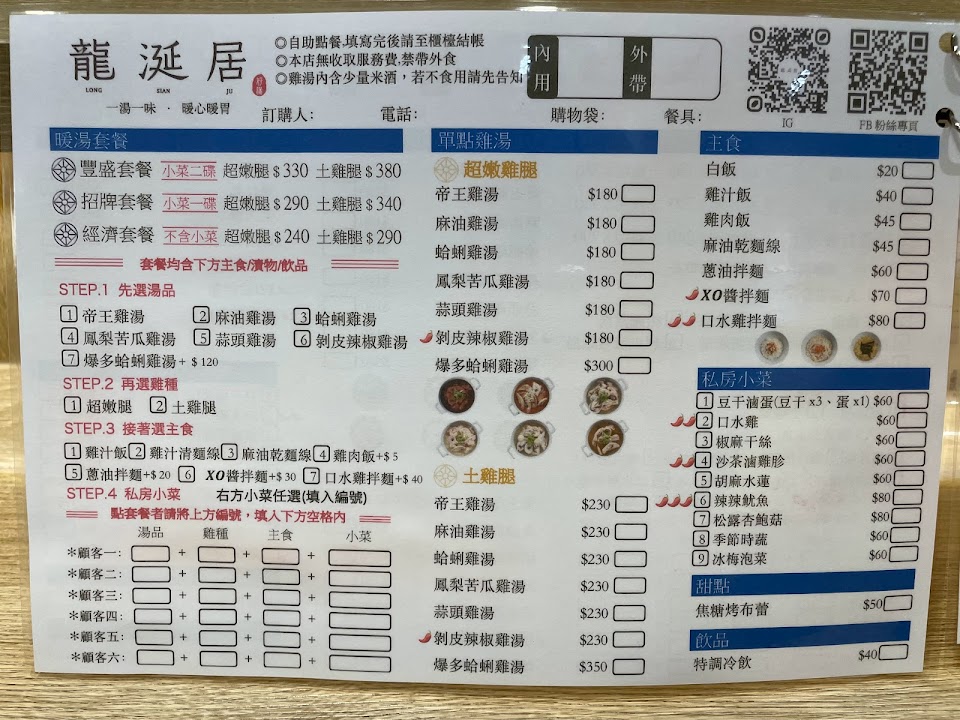 龍涎居
LONG SIAN JU
一湯一味 · 暖心暖胃
◎自助點餐,填寫完後請至櫃檯結帳
◎本店無收取服務費,禁帶外食
◎雞湯內含少量米酒，若不食用請先告知
內用 外帶
IG
FB 粉絲專頁
訂購人: 電話: 購物袋: 餐具:
暖湯套餐
豐盛套餐 小菜二碟 超嫩腿 $330 土雞腿 $380
招牌套餐 小菜一碟 超嫩腿 $290 土雞腿 $340
經濟套餐 不含小菜 超嫩腿 $240 土雞腿 $290
套餐均含下方主食/漬物/飲品
STEP.1 先選湯品
1 帝王雞湯 2 麻油雞湯 3 蛤蜊雞湯
4 鳳梨苦瓜雞湯 5 蒜頭雞湯 6 剝皮辣椒雞湯
7 爆多蛤蜊雞湯+ $120
STEP.2 再選雞種
1 超嫩腿 2 土雞腿
STEP.3 接著選主食
1 雞汁飯 2 雞汁清麵線 3 麻油乾麵線 4 雞肉飯+$ 5
5 蔥油拌麵+$ 20 6 XO醬拌麵+$ 30 7 口水雞拌麵+$ 40
STEP.4 私房小菜 右方小菜任選(填入編號)
點套餐者請將上方編號，填入下方空格內
湯品 雞種 主食 小菜
*顧客一: + + +
*顧客二: + + +
*顧客三: + + +
*顧客四: + + +
*顧客五: + + +
*顧客六: + + +
單點雞湯
超嫩雞腿
帝王雞湯 $180
麻油雞湯 $180
蛤蜊雞湯 $180
鳳梨苦瓜雞湯 $180
蒜頭雞湯 $180
剝皮辣椒雞湯 $180
爆多蛤蜊雞湯 $300
土雞腿
帝王雞湯 $230
麻油雞湯 $230
蛤蜊雞湯 $230
鳳梨苦瓜雞湯 $230
蒜頭雞湯 $230
剝皮辣椒雞湯 $230
爆多蛤蜊雞湯 $350
主食
白飯 $20
雞汁飯 $40
雞肉飯 $45
麻油乾麵線 $45
蔥油拌麵 $60
XO醬拌麵 $70
口水雞拌麵 $80
私房小菜
1 豆干滷蛋(豆干 x3、蛋 x1) $60
2 口水雞 $60
3 椒麻干絲 $60
4 沙茶滷雞胗 $60
5 胡麻水蓮 $60
6 辣辣魷魚 $80
7 松露杏鮑菇 $80
8 季節時蔬 $60
9 冰梅泡菜 $60
甜點
焦糖烤布蕾 $50
飲品
特調冷飲 $40